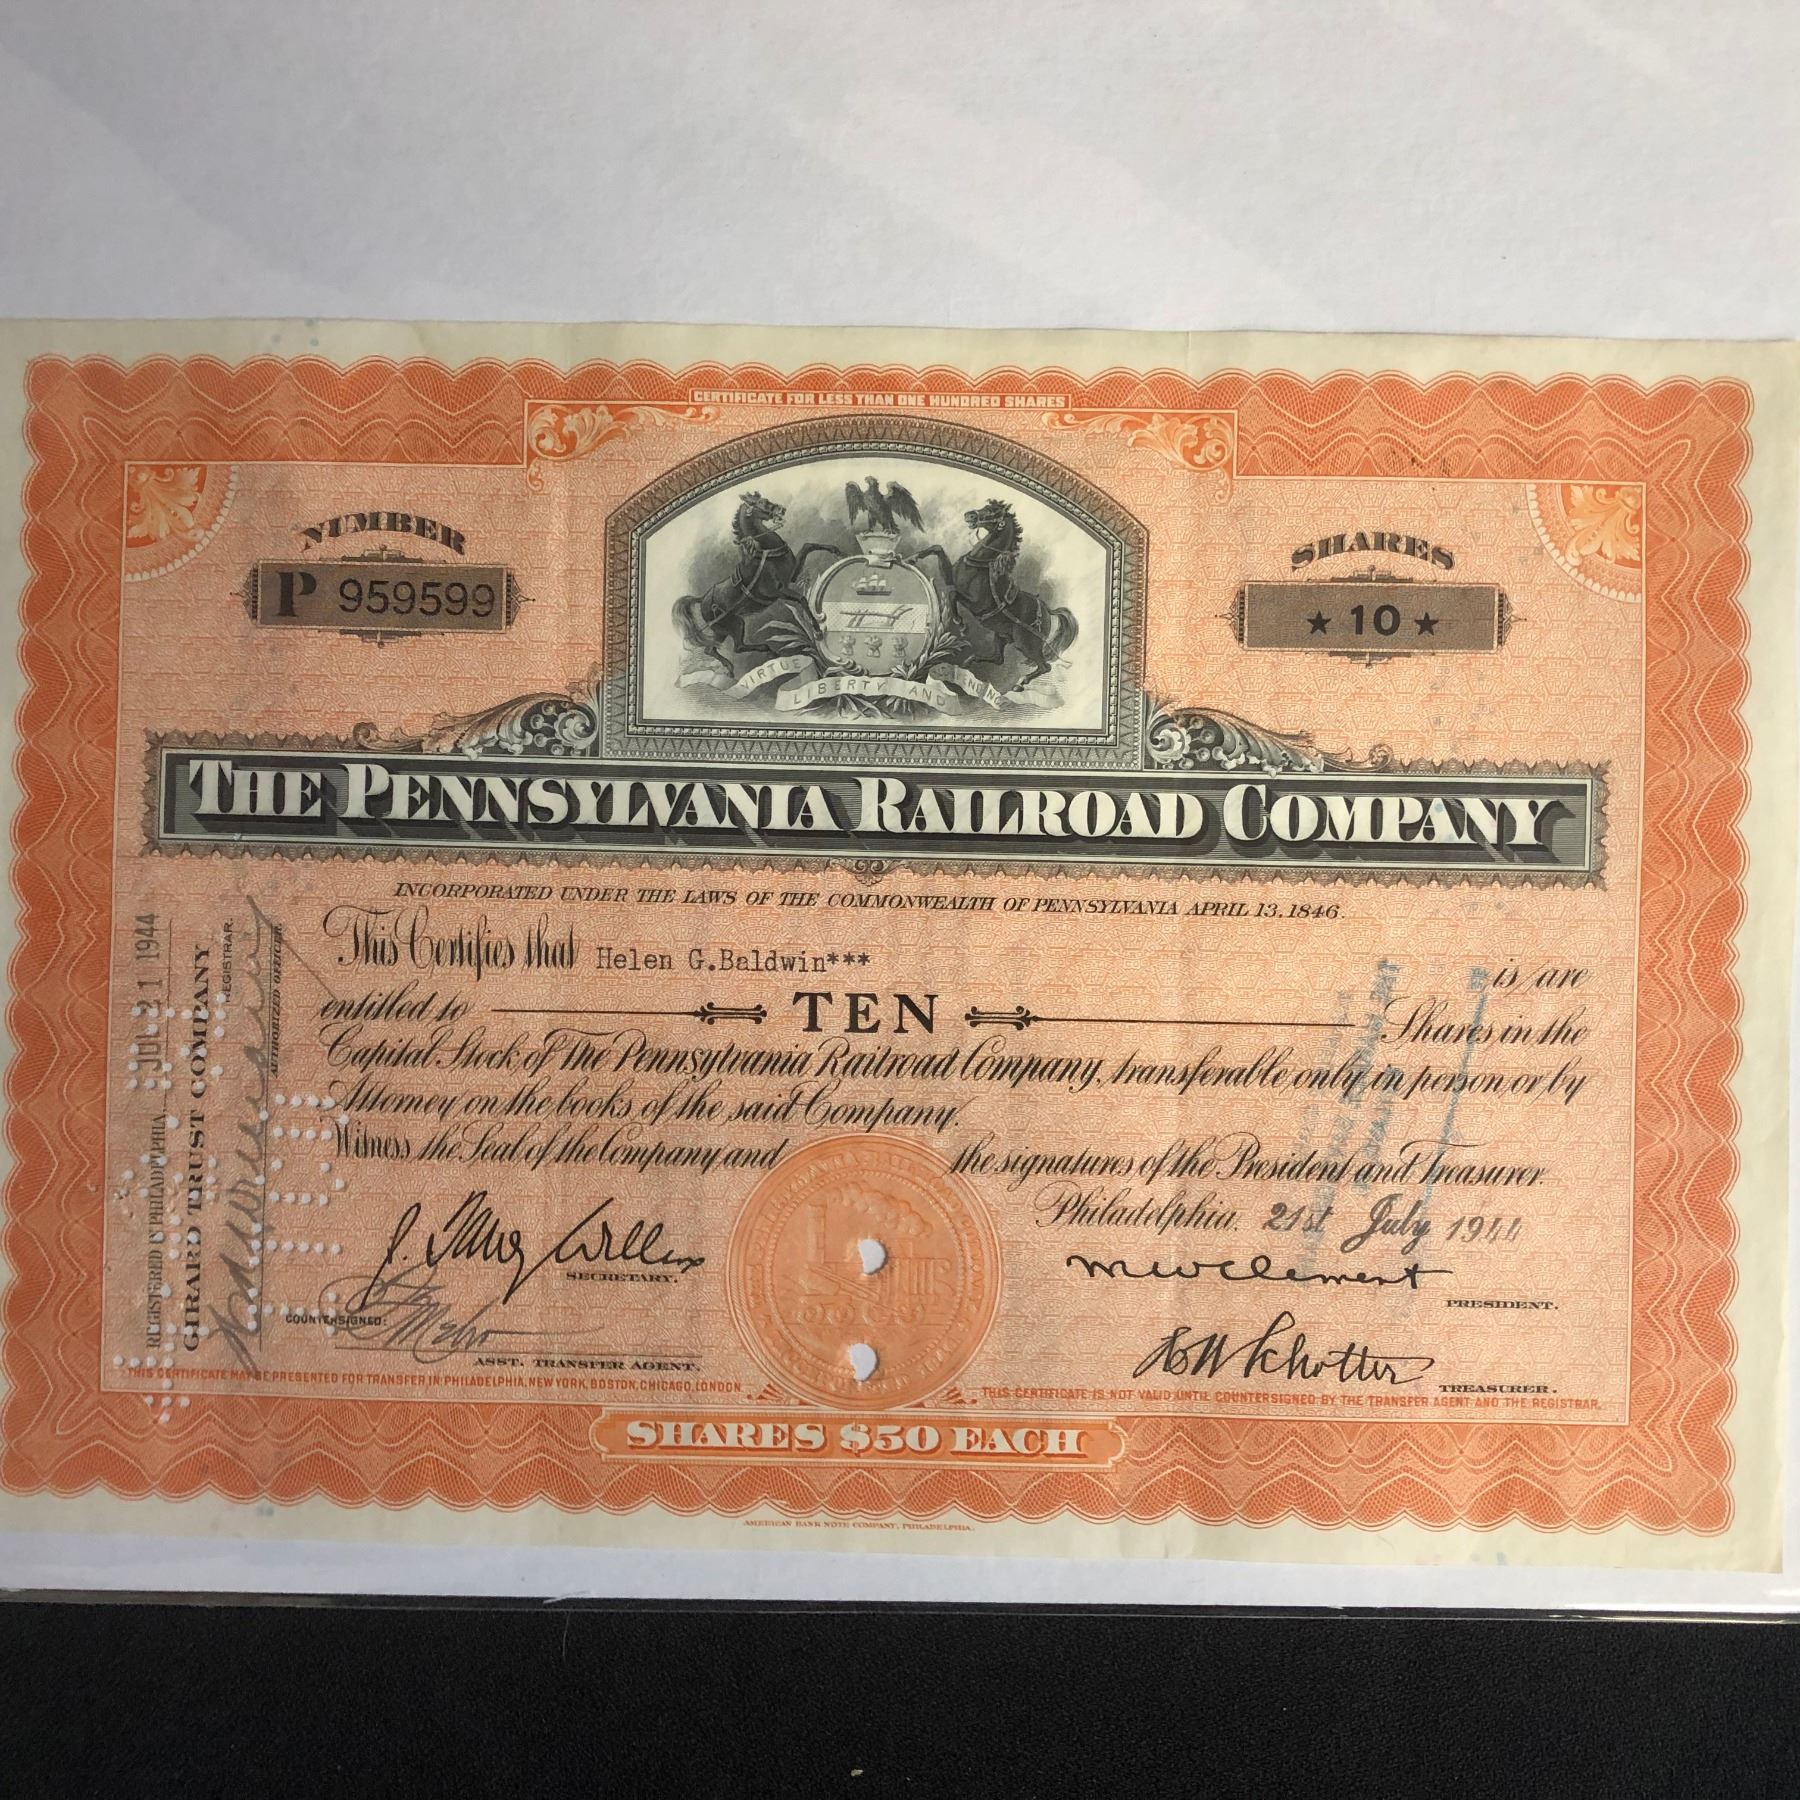 CERTIFICATE FOR LESS THAN ONE HUNDRED SHARES
NUMBER
P 959599
SHARES
★ 10 ★
VIRTUE LIBERTY AND
THE PENNSYLVANIA RAILROAD COMPANY
INCORPORATED UNDER THE LAWS OF THE COMMONWEALTH OF PENNSYLVANIA APRIL 13, 1846.
This Certifies that Helen G.Baldwin*** is/are
entitled to TEN Shares in the
Capital Stock of The Pennsylvania Railroad Company, transferable only in person or by
Attorney on the books of the said Company.
Witness the Seal of the Company and the signatures of the President and Treasurer.
Philadelphia, 21st July 1944
SECRETARY.
M W Clement
PRESIDENT.
COUNTERSIGNED:
ASST. TRANSFER AGENT.
TREASURER.
THIS CERTIFICATE MAY BE PRESENTED FOR TRANSFER IN PHILADELPHIA, NEW YORK, BOSTON, CHICAGO, LONDON.
THIS CERTIFICATE IS NOT VALID UNTIL COUNTERSIGNED BY THE TRANSFER AGENT AND THE REGISTRAR.
SHARES $50 EACH
AMERICAN BANK NOTE COMPANY, PHILADELPHIA.
REGISTERED IN PHILADELPHIA JUL 21 1944
GIRARD TRUST COMPANY
REGISTRAR.
AUTHORIZED OFFICER.